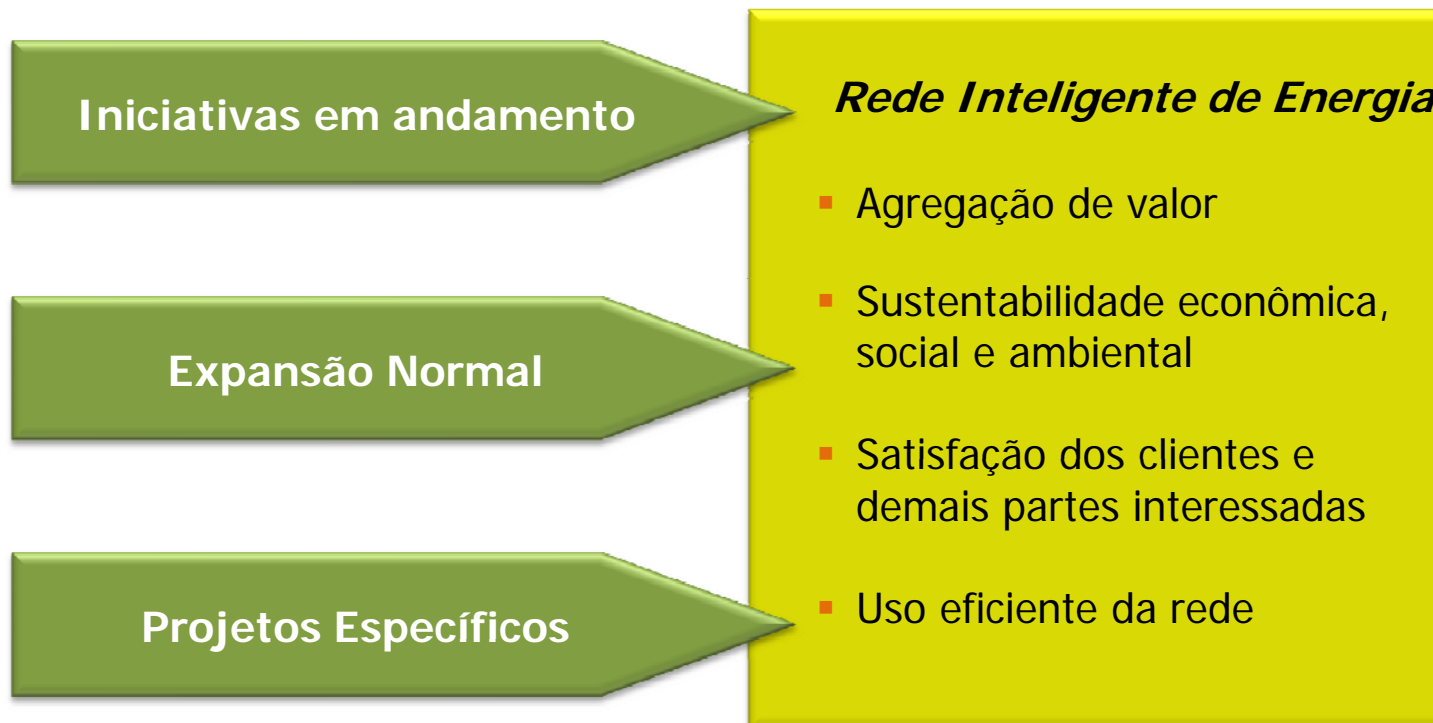 Iniciativas em andamento
Expansão Normal
Projetos Específicos
Rede Inteligente de Energia
▪ Agregação de valor
▪ Sustentabilidade econômica,
social e ambiental
▪ Satisfação dos clientes e
demais partes interessadas
▪ Uso eficiente da rede